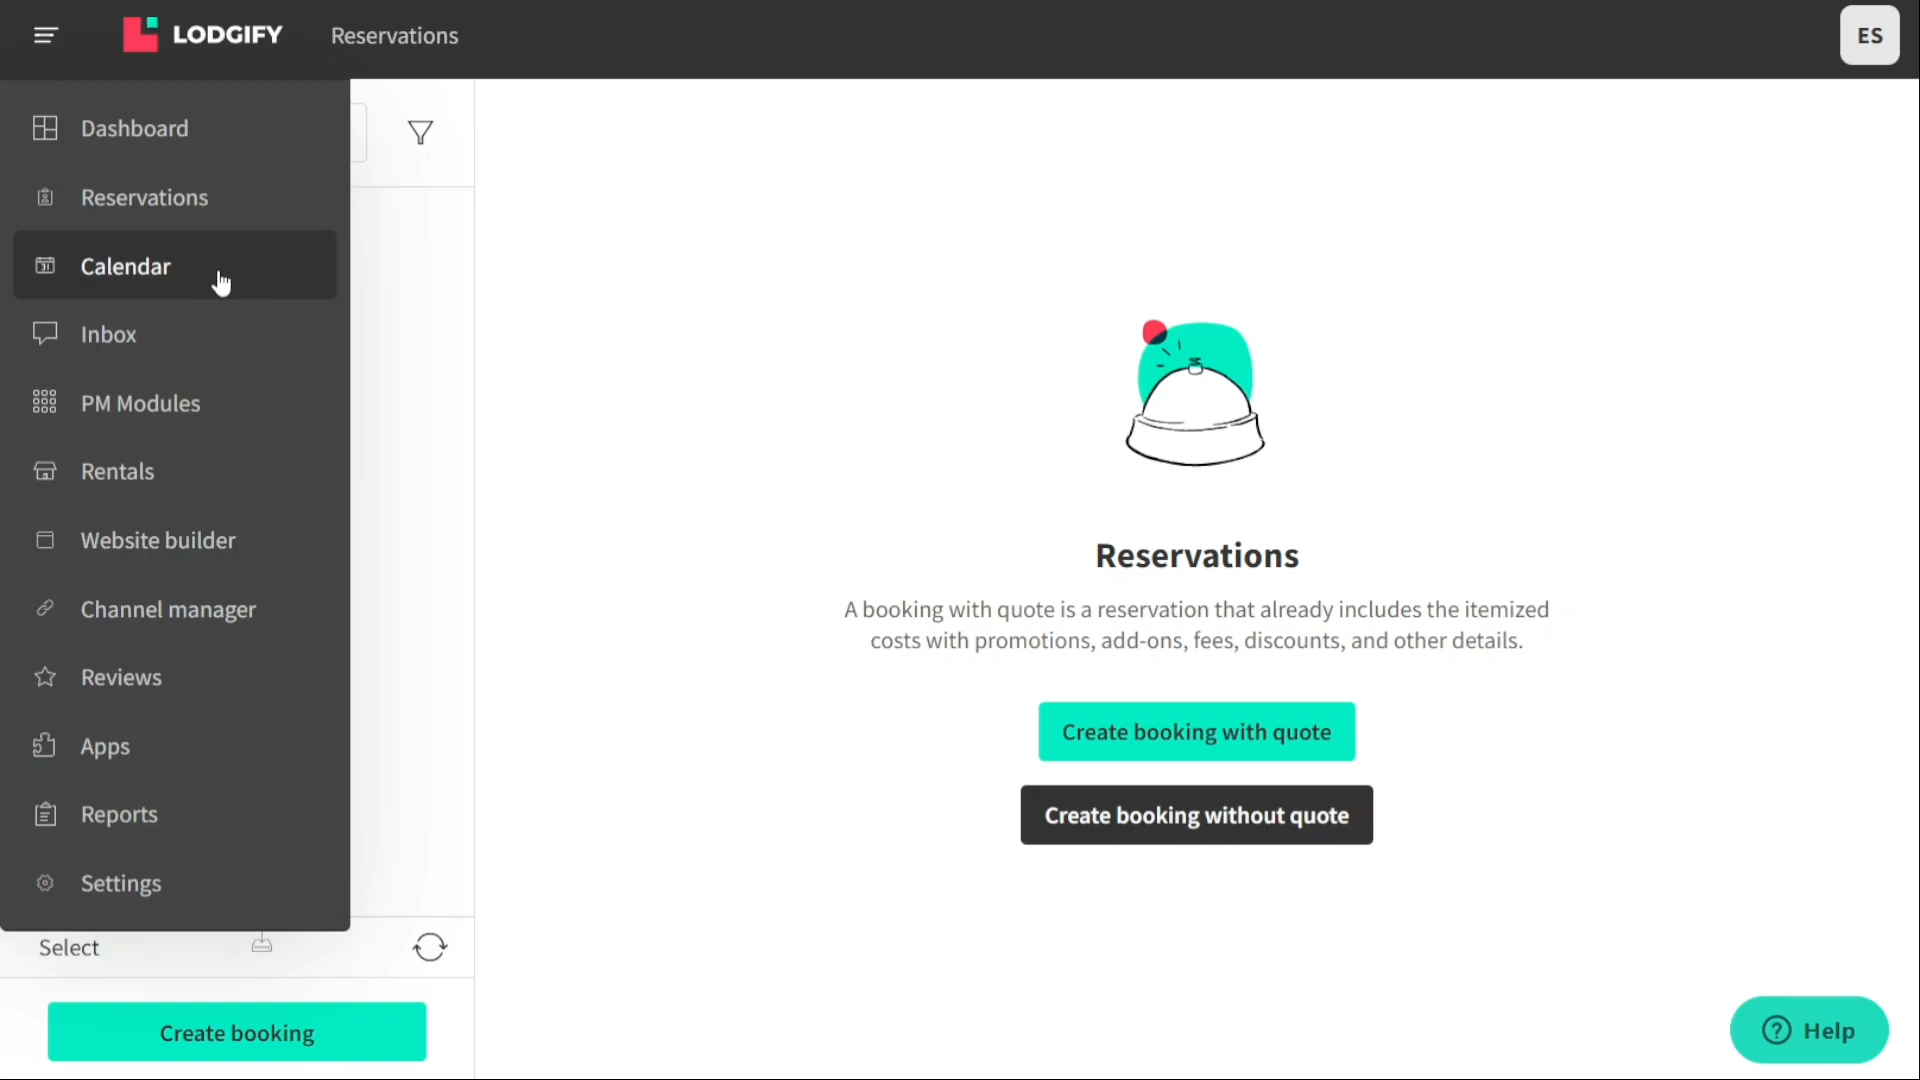 LODGIFY
Reservations
ES
Dashboard
Reservations
Calendar
Inbox
PM Modules
Rentals
Website builder
Channel manager
Reviews
Apps
Reports
Settings
Select
Create booking
Reservations
A booking with quote is a reservation that already includes the itemized
costs with promotions, add-ons, fees, discounts, and other details.
Create booking with quote
Create booking without quote
? Help